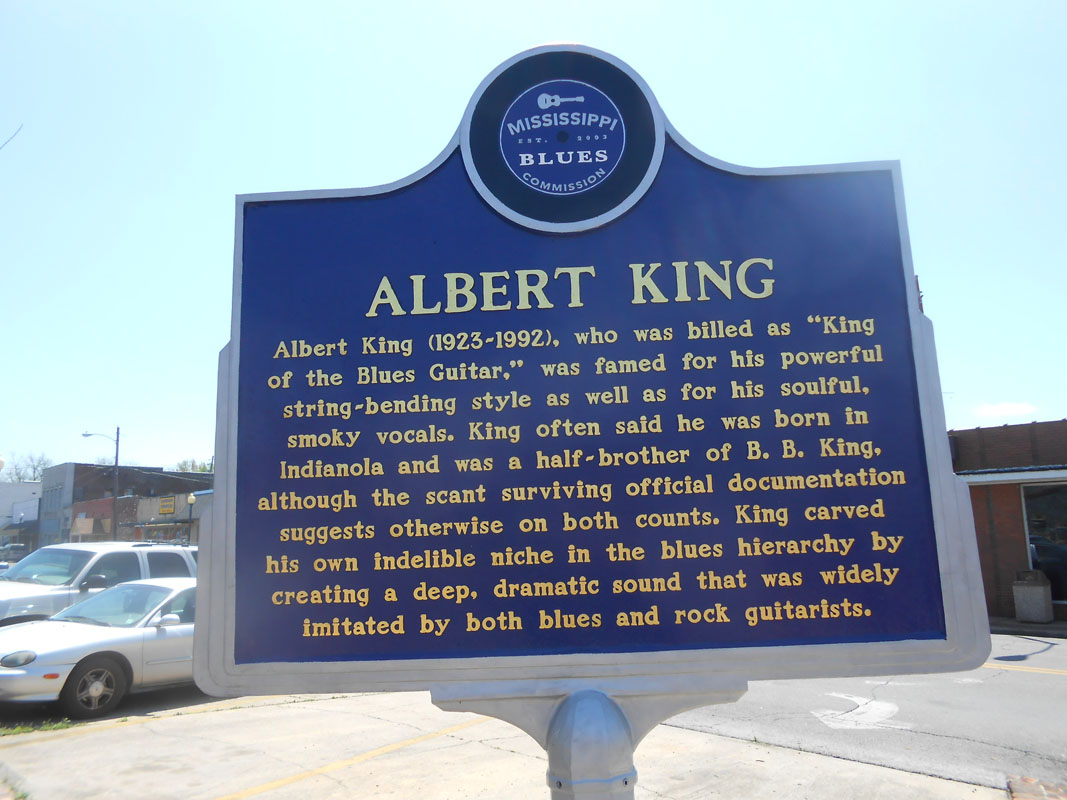 MISSISSIPPI
EST. 2003
BLUES
COMMISSION
ALBERT KING
Albert King (1923-1992), who was billed as “King
of the Blues Guitar,” was famed for his powerful
string-bending style as well as for his soulful,
smoky vocals. King often said he was born in
Indianola and was a half-brother of B. B. King,
although the scant surviving official documentation
suggests otherwise on both counts. King carved
his own indelible niche in the blues hierarchy by
creating a deep, dramatic sound that was widely
imitated by both blues and rock guitarists.